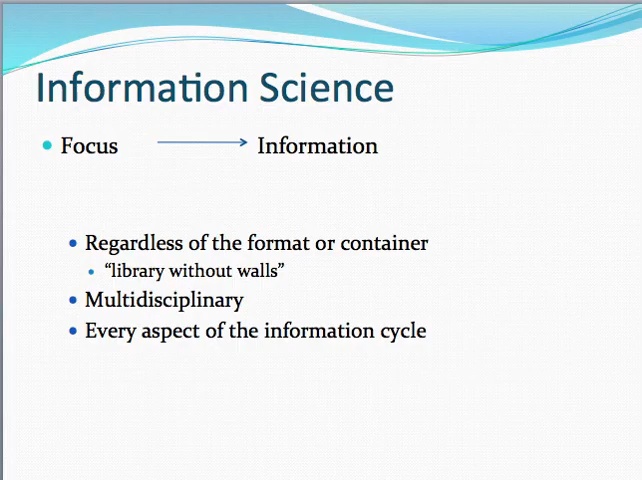 Information Science
Focus Information
Regardless of the format or container
“library without walls”
Multidisciplinary
Every aspect of the information cycle